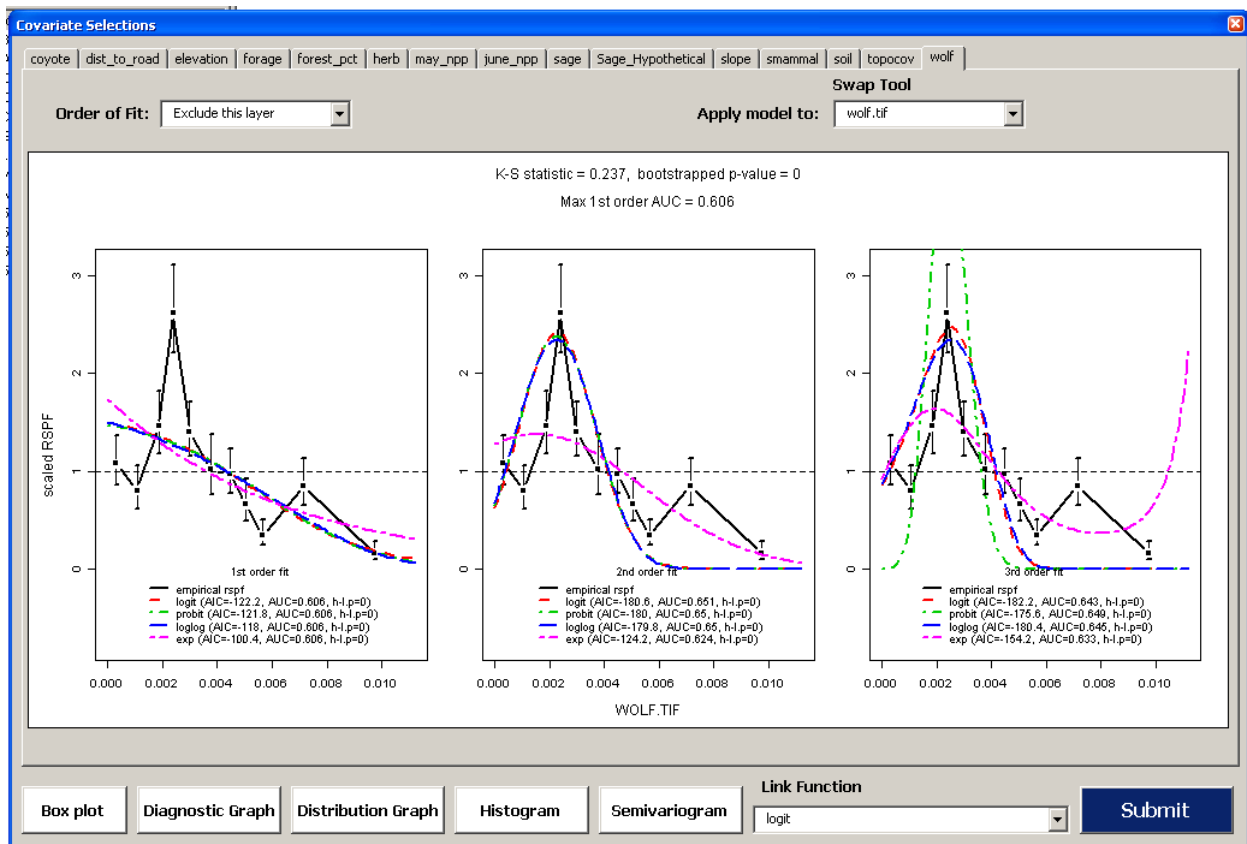 Covariate Selections
coyote dist_to_road elevation forage forest_pct herb may_npp june_npp sage Sage_Hypothetical slope smammal soil topocov wolf
Swap Tool
Order of Fit: Exclude this layer Apply model to: wolf.tif
K-S statistic = 0.237, bootstrapped p-value = 0
Max 1st order AUC = 0.606
scaled RSPF
3
2
1
0
1st order fit
empirical rspf
logit (AIC=-122.2, AUC=0.606, h-l.p=0)
probit (AIC=-121.8, AUC=0.606, h-l.p=0)
loglog (AIC=-118, AUC=0.606, h-l.p=0)
exp (AIC=-100.4, AUC=0.606, h-l.p=0)
0.000 0.002 0.004 0.006 0.008 0.010
3
2
1
0
2nd order fit
empirical rspf
logit (AIC=-180.6, AUC=0.651, h-l.p=0)
probit (AIC=-180, AUC=0.65, h-l.p=0)
loglog (AIC=-179.8, AUC=0.65, h-l.p=0)
exp (AIC=-124.2, AUC=0.624, h-l.p=0)
0.000 0.002 0.004 0.006 0.008 0.010
WOLF.TIF
3
2
1
0
3rd order fit
empirical rspf
logit (AIC=-182.2, AUC=0.643, h-l.p=0)
probit (AIC=-175.6, AUC=0.649, h-l.p=0)
loglog (AIC=-180.4, AUC=0.645, h-l.p=0)
exp (AIC=-154.2, AUC=0.633, h-l.p=0)
0.000 0.002 0.004 0.006 0.008 0.010
Link Function
Box plot Diagnostic Graph Distribution Graph Histogram Semivariogram logit Submit